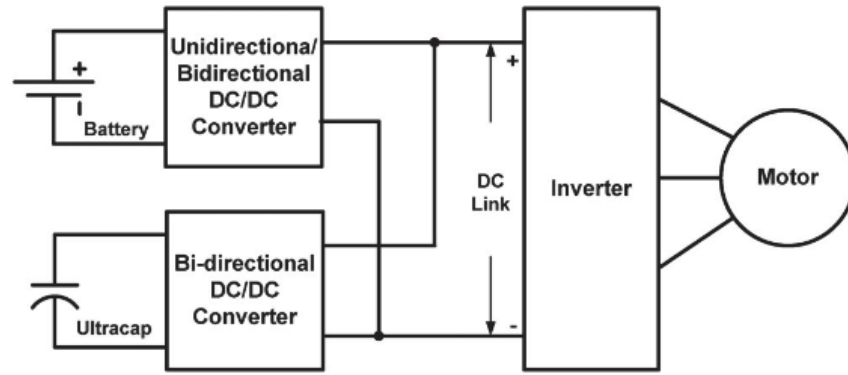 Unidirectiona/
Bidirectional
DC/DC
Converter
+
-
Battery
Bi-directional
DC/DC
Converter
Ultracap
+
DC
Link
-
Inverter
Motor